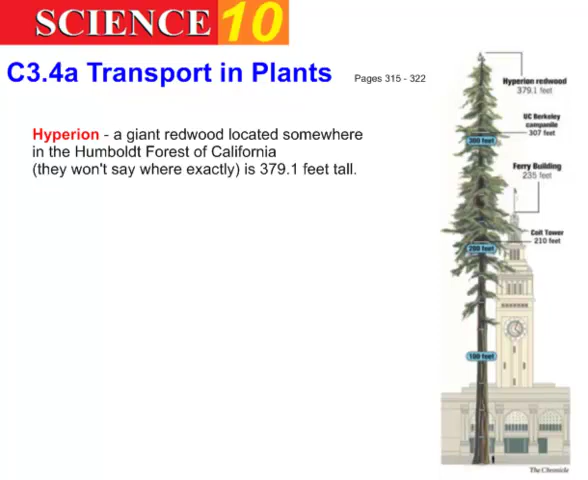 SCIENCE 10
C3.4a Transport in Plants Pages 315 - 322
Hyperion redwood
379.1 feet
UC Berkeley
campanile
307 feet
Hyperion - a giant redwood located somewhere
in the Humboldt Forest of California
(they won't say where exactly) is 379.1 feet tall.
300 feet
Ferry Building
235 feet
Coit Tower
210 feet
200 feet
100 feet
The Chronicle